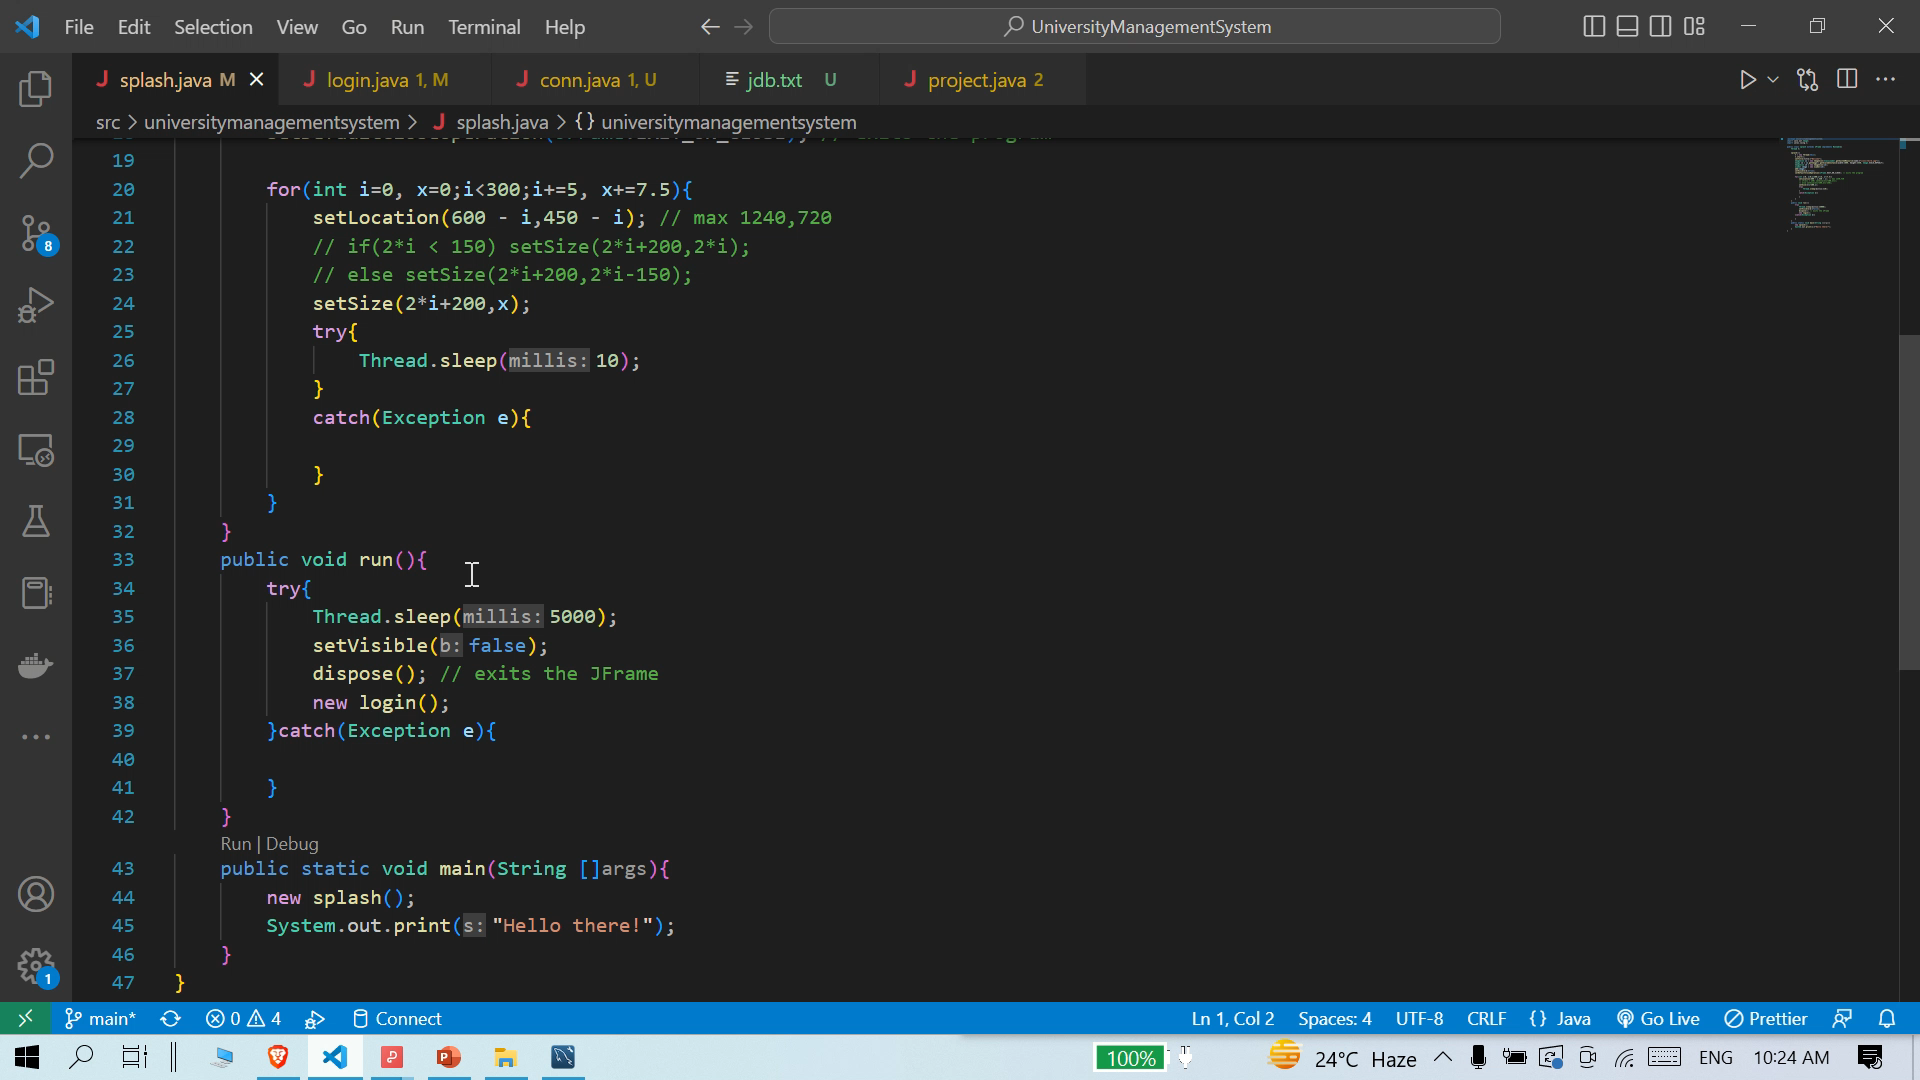 File Edit Selection View Go Run Terminal Help
UniversityManagementSystem
splash.java M
login.java 1, M
conn.java 1, U
jdb.txt U
project.java 2
src > universitymanagementsystem > splash.java > {} universitymanagementsystem
19
20 for(int i=0, x=0;i<300;i+=5, x+=7.5){
21 setLocation(600 - i,450 - i); // max 1240,720
22 // if(2*i < 150) setSize(2*i+200,2*i);
23 // else setSize(2*i+200,2*i-150);
24 setSize(2*i+200,x);
25 try{
26 Thread.sleep(millis: 10);
27 }
28 catch(Exception e){
29
30 }
31 }
32 }
33 public void run(){
34 try{
35 Thread.sleep(millis: 5000);
36 setVisible(b: false);
37 dispose(); // exits the JFrame
38 new login();
39 }catch(Exception e){
40
41 }
42 }
Run | Debug
43 public static void main(String []args){
44 new splash();
45 System.out.print(s: "Hello there!");
46 }
47 }
8
1
main* 0 4 Connect
Ln 1, Col 2 Spaces: 4 UTF-8 CRLF {} Java Go Live Prettier
100% 24°C Haze ENG 10:24 AM